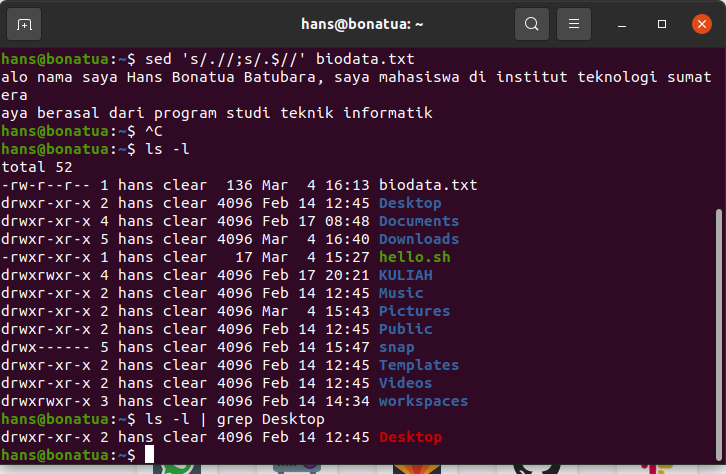 hans@bonatua: ~
hans@bonatua:~$ sed 's/.//;s/.$//' biodata.txt
alo nama saya Hans Bonatua Batubara, saya mahasiswa di institut teknologi sumat
era
aya berasal dari program studi teknik informatik
hans@bonatua:~$ ^C
hans@bonatua:~$ ls -l
total 52
-rw-r--r-- 1 hans clear  136 Mar  4 16:13 biodata.txt
drwxr-xr-x 2 hans clear 4096 Feb 14 12:45 Desktop
drwxr-xr-x 4 hans clear 4096 Feb 17 08:48 Documents
drwxr-xr-x 5 hans clear 4096 Mar  4 16:40 Downloads
-rwxr-xr-x 1 hans clear   17 Mar  4 15:27 hello.sh
drwxrwxr-x 4 hans clear 4096 Feb 17 20:21 KULIAH
drwxr-xr-x 2 hans clear 4096 Feb 14 12:45 Music
drwxr-xr-x 2 hans clear 4096 Mar  4 15:43 Pictures
drwxr-xr-x 2 hans clear 4096 Feb 14 12:45 Public
drwx------ 5 hans clear 4096 Feb 14 15:47 snap
drwxr-xr-x 2 hans clear 4096 Feb 14 12:45 Templates
drwxr-xr-x 2 hans clear 4096 Feb 14 12:45 Videos
drwxrwxr-x 3 hans clear 4096 Feb 14 14:34 workspaces
hans@bonatua:~$ ls -l | grep Desktop
drwxr-xr-x 2 hans clear 4096 Feb 14 12:45 Desktop
hans@bonatua:~$